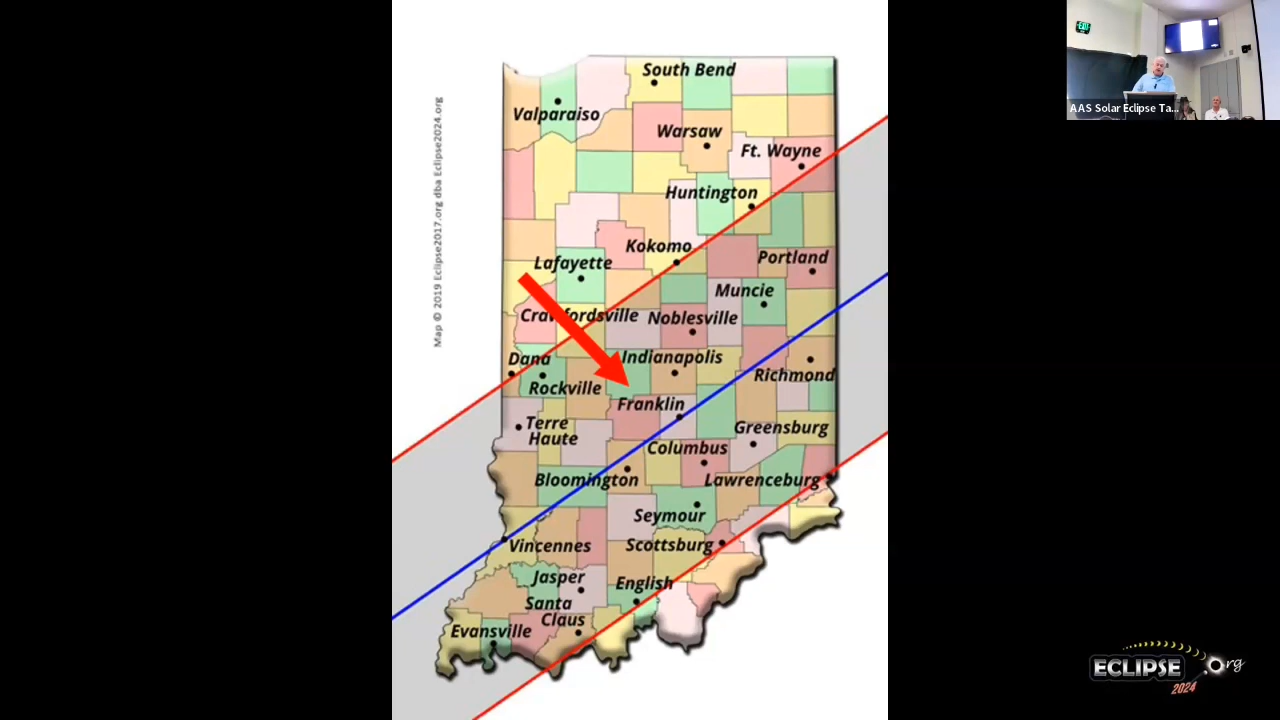 South Bend
Valparaiso
Warsaw
Ft. Wayne
Huntington
Kokomo
Lafayette
Portland
Muncie
Crawfordsville
Noblesville
Dana
Indianapolis
Rockville
Richmond
Franklin
Terre
Haute
Greensburg
Columbus
Bloomington
Lawrenceburg
Seymour
Vincennes
Scottsburg
Jasper
English
Santa
Claus
Evansville
Map © 2019 Eclipse2017.org dba Eclipse2024.org
EXIT
AAS Solar Eclipse Ta...
ECLIPSE org
2024